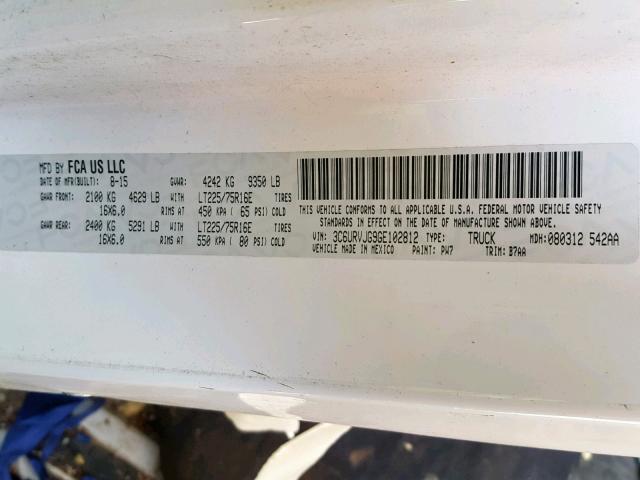 MFD BY FCA US LLC
DATE OF MFR(BUILT): 8-15 GVWR: 4242 KG 9350 LB
GAWR FRONT: 2100 KG 4629 LB WITH LT225/75R16E TIRES
16X6.0 RIMS AT 450 KPA ( 65 PSI) COLD
GAWR REAR: 2400 KG 5291 LB WITH LT225/75R16E TIRES
16X6.0 RIMS AT 550 KPA ( 80 PSI) COLD
THIS VEHICLE CONFORMS TO ALL APPLICABLE U.S.A. FEDERAL MOTOR VEHICLE SAFETY
STANDARDS IN EFFECT ON THE DATE OF MANUFACTURE SHOWN ABOVE.
VIN: 3C6URVJG9GE102812 TYPE: TRUCK MDH: 080312 542AA
VEHICLE MADE IN MEXICO PAINT: PW7 TRIM: B7AA